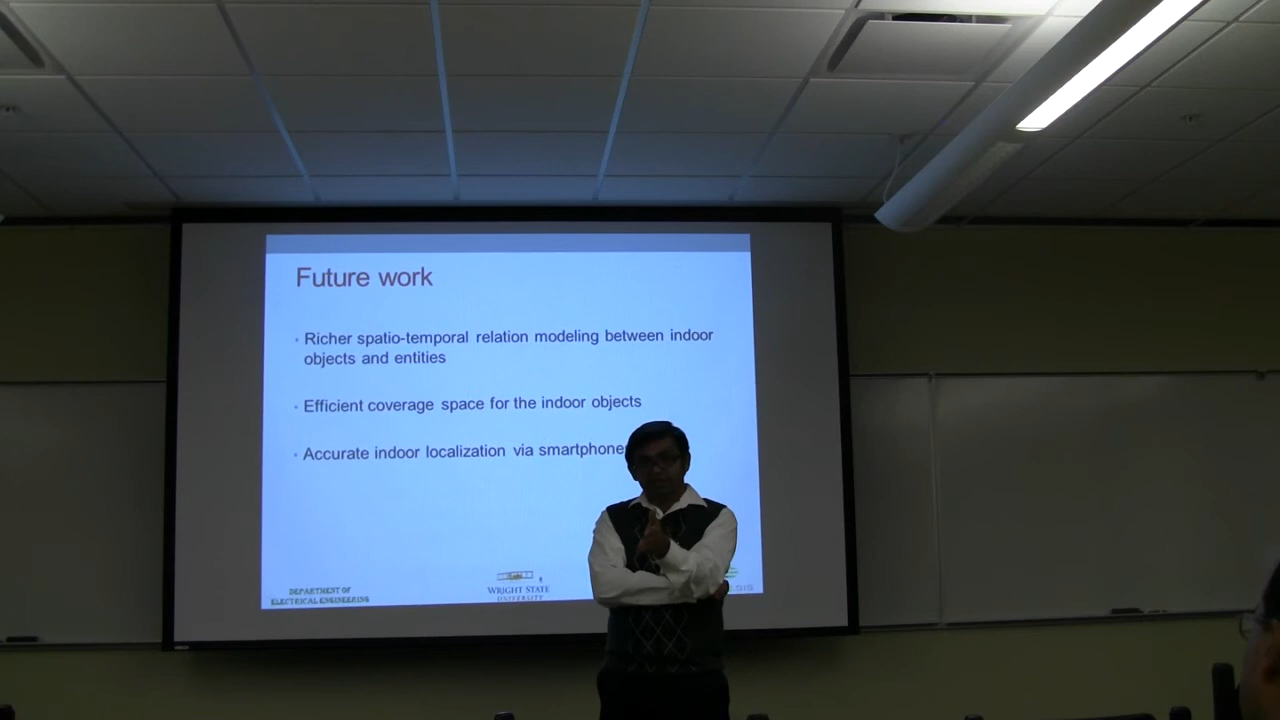 Future work
• Richer spatio-temporal relation modeling between indoor
objects and entities
• Efficient coverage space for the indoor objects
• Accurate indoor localization via smartphone
DEPARTMENT OF
ELECTRICAL ENGINEERING
WRIGHT STATE
UNIVERSITY